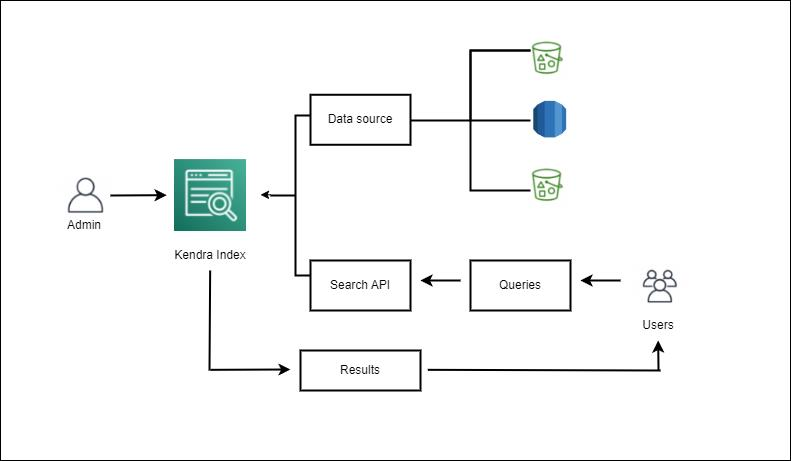 Data source
Admin
Kendra Index
Search API
Queries
Users
Results